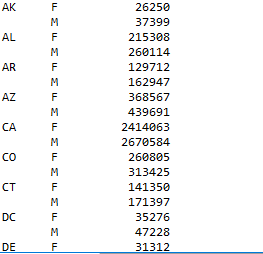 AK F 26250
M 37399
AL F 215308
M 260114
AR F 129712
M 162947
AZ F 368567
M 439691
CA F 2414063
M 2670584
CO F 260805
M 313425
CT F 141350
M 171397
DC F 35276
M 47228
DE F 31312